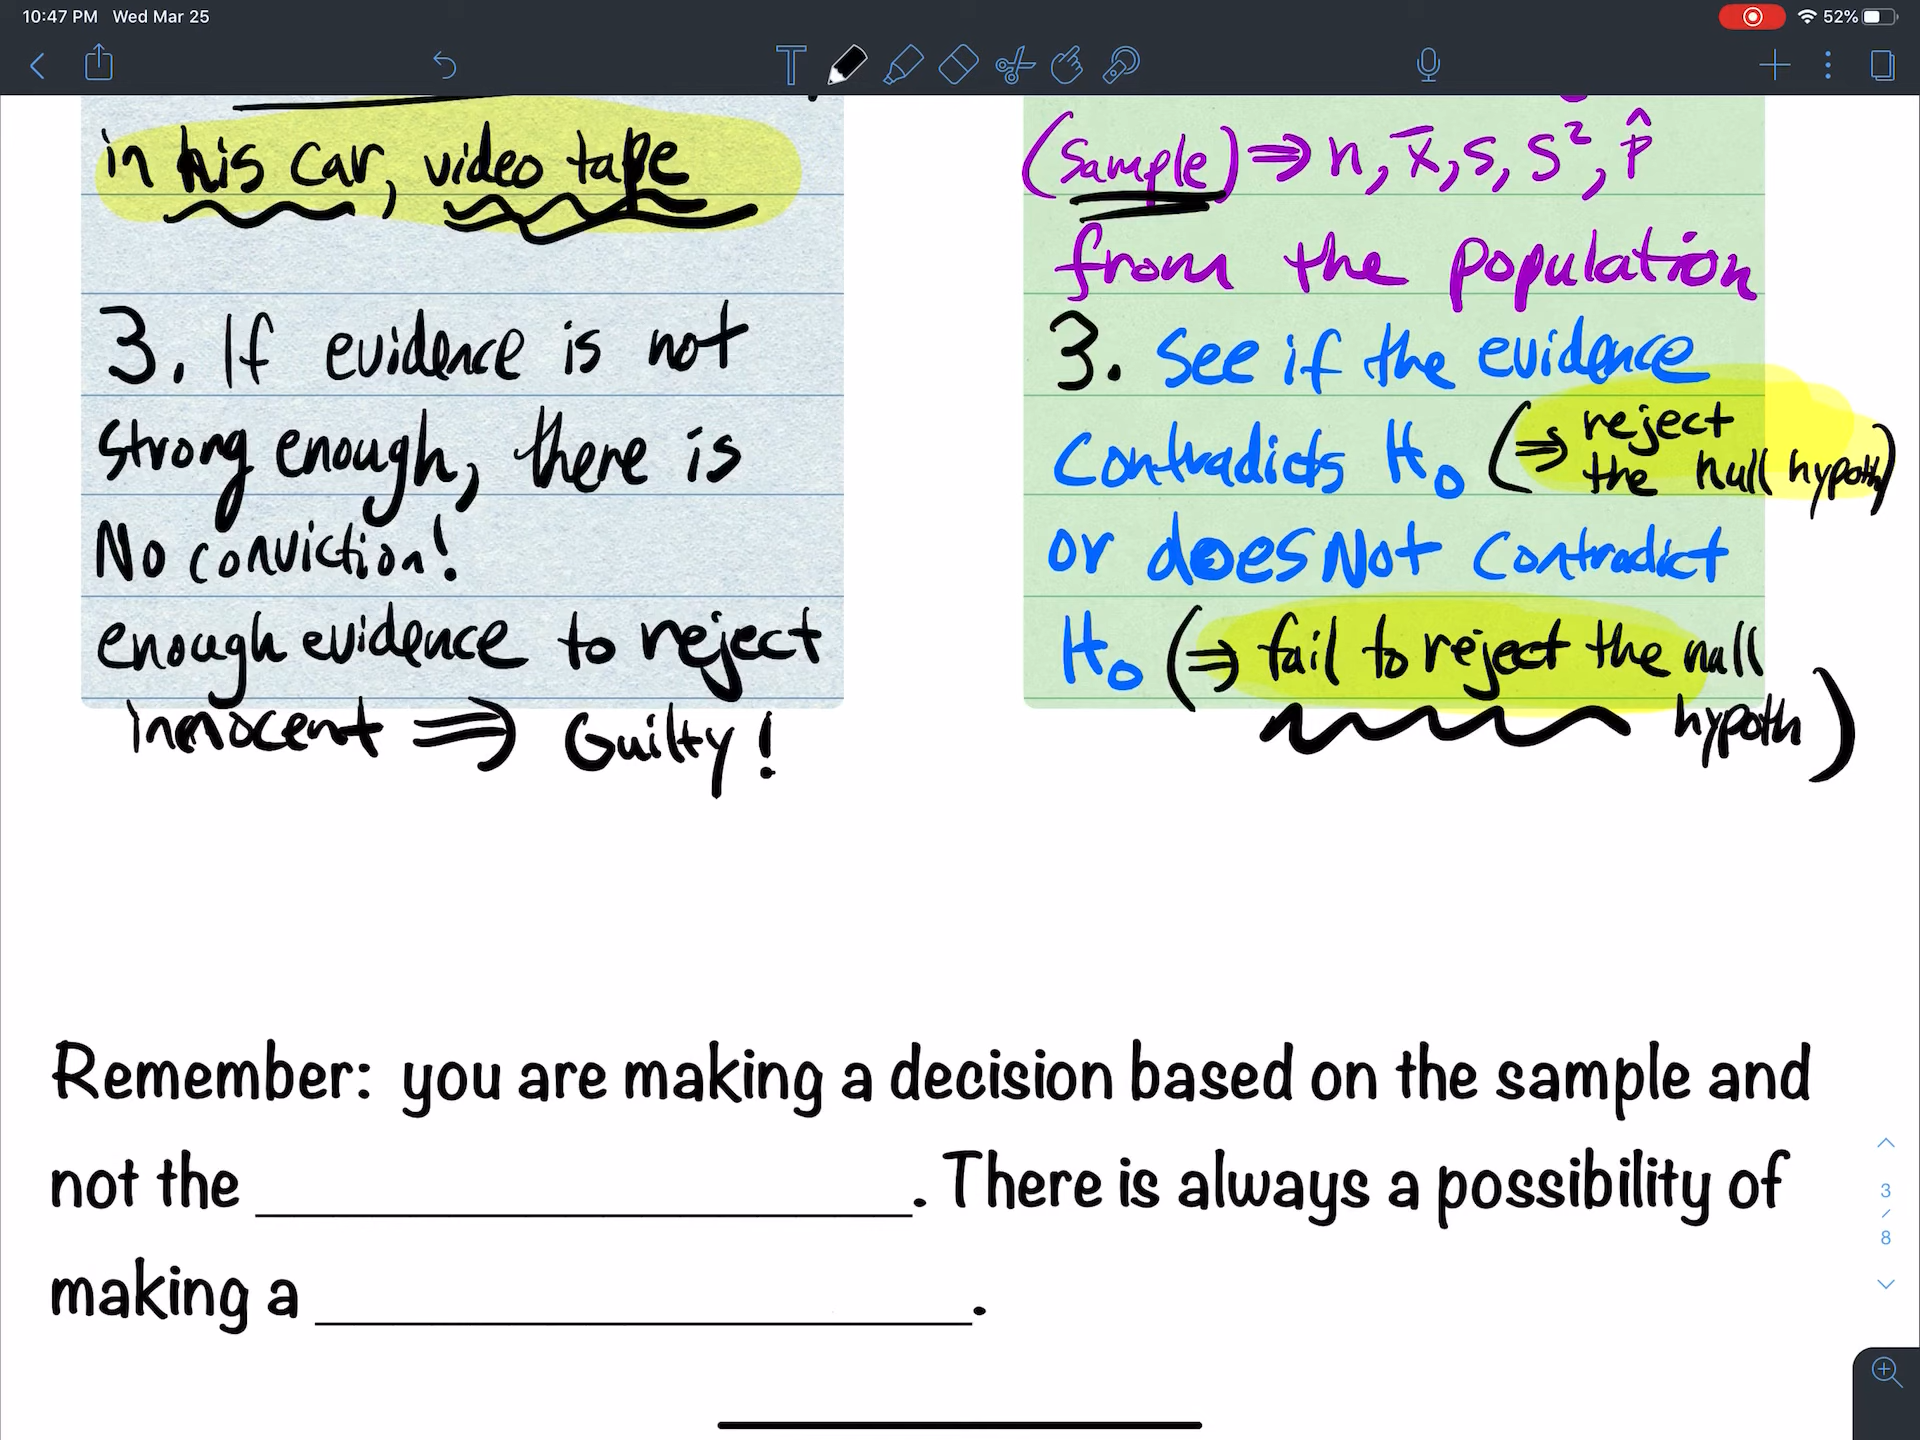 10:47 PM Wed Mar 25
52%
in his car, video tape
3. If evidence is not
strong enough, there is
No conviction!
enough evidence to reject
innocent ⇒ Guilty!
(Sample) ⇒ n, x̄, s, s², p̂
from the population
3. See if the evidence
Contradicts H₀ (⇒ reject
the null hypoth)
or does Not Contradict
H₀ (⇒ fail to reject the null
hypoth)
Remember: you are making a decision based on the sample and
not the ____________________. There is always a possibility of
making a ____________________.
3
/
8